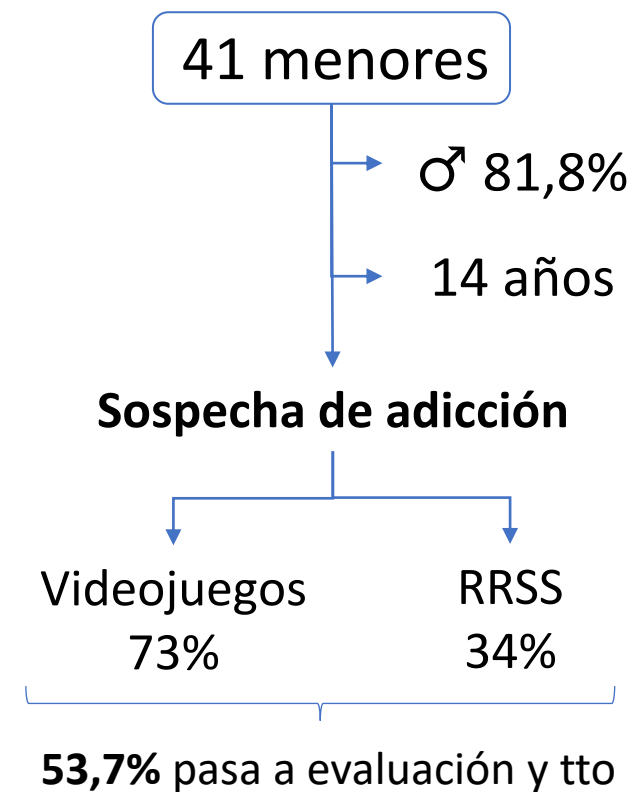 41 menores
♂ 81,8%
14 años
Sospecha de adicción
Videojuegos
73%
RRSS
34%
53,7% pasa a evaluación y tto